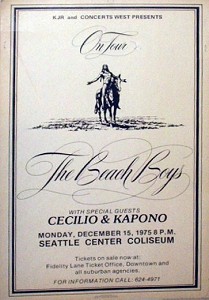 KJR and CONCERTS WEST PRESENTS
On Tour
The Beach Boys
WITH SPECIAL GUESTS
CECILIO & KAPONO
MONDAY, DECEMBER 15, 1975 8 P.M.
SEATTLE CENTER COLISEUM
Tickets on sale now at:
Fidelity Lane Ticket Office, Downtown and
all suburban agencies.
FOR INFORMATION CALL: 624-4971